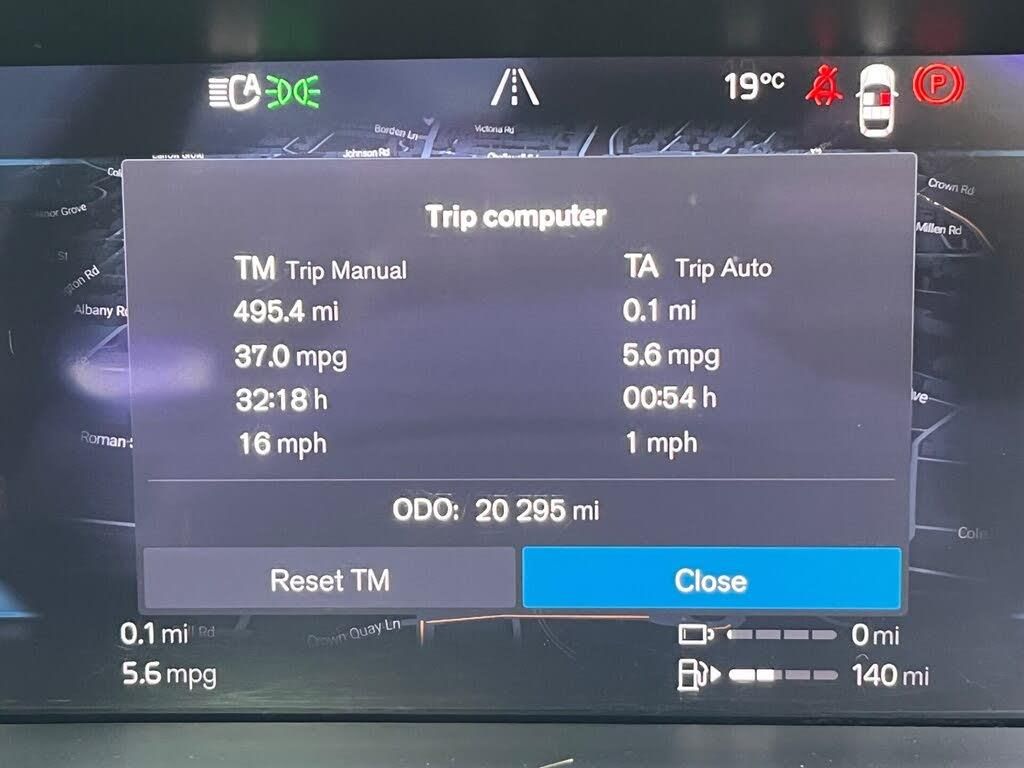 19°C
Borden Ln
Victoria Rd
Johnson Rd
Crown Rd
Millen Rd
Albany
Trip computer
TM Trip Manual
TA Trip Auto
495.4 mi
0.1 mi
37.0 mpg
5.6 mpg
32:18 h
00:54 h
16 mph
1 mph
ODO: 20 295 mi
Reset TM
Close
Crown Quay Ln
0.1 mi
0 mi
5.6 mpg
140 mi
P
A